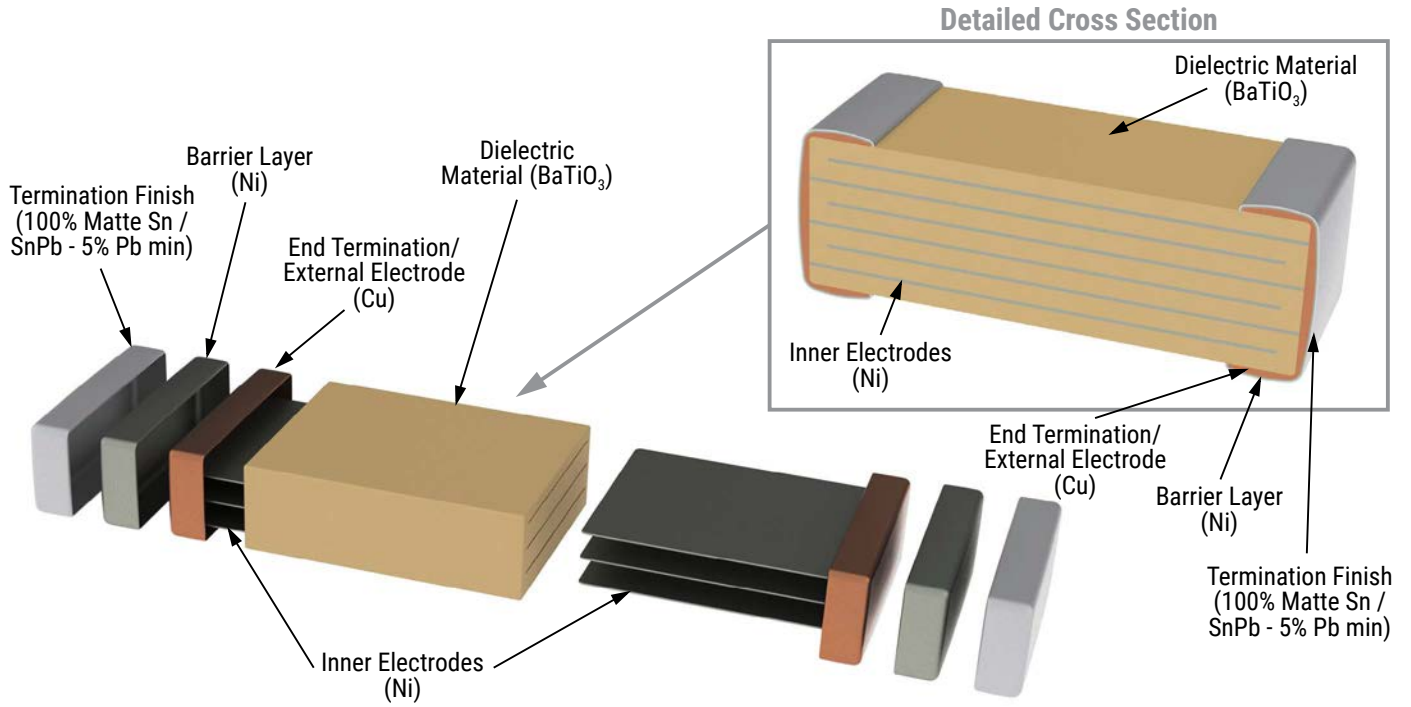 Detailed Cross Section
Dielectric Material
(BaTiO₃)
Inner Electrodes
(Ni)
End Termination/
External Electrode
(Cu)
Barrier Layer
(Ni)
Termination Finish
(100% Matte Sn /
SnPb - 5% Pb min)
Termination Finish
(100% Matte Sn /
SnPb - 5% Pb min)
Barrier Layer
(Ni)
End Termination/
External Electrode
(Cu)
Dielectric
Material (BaTiO₃)
Inner Electrodes
(Ni)